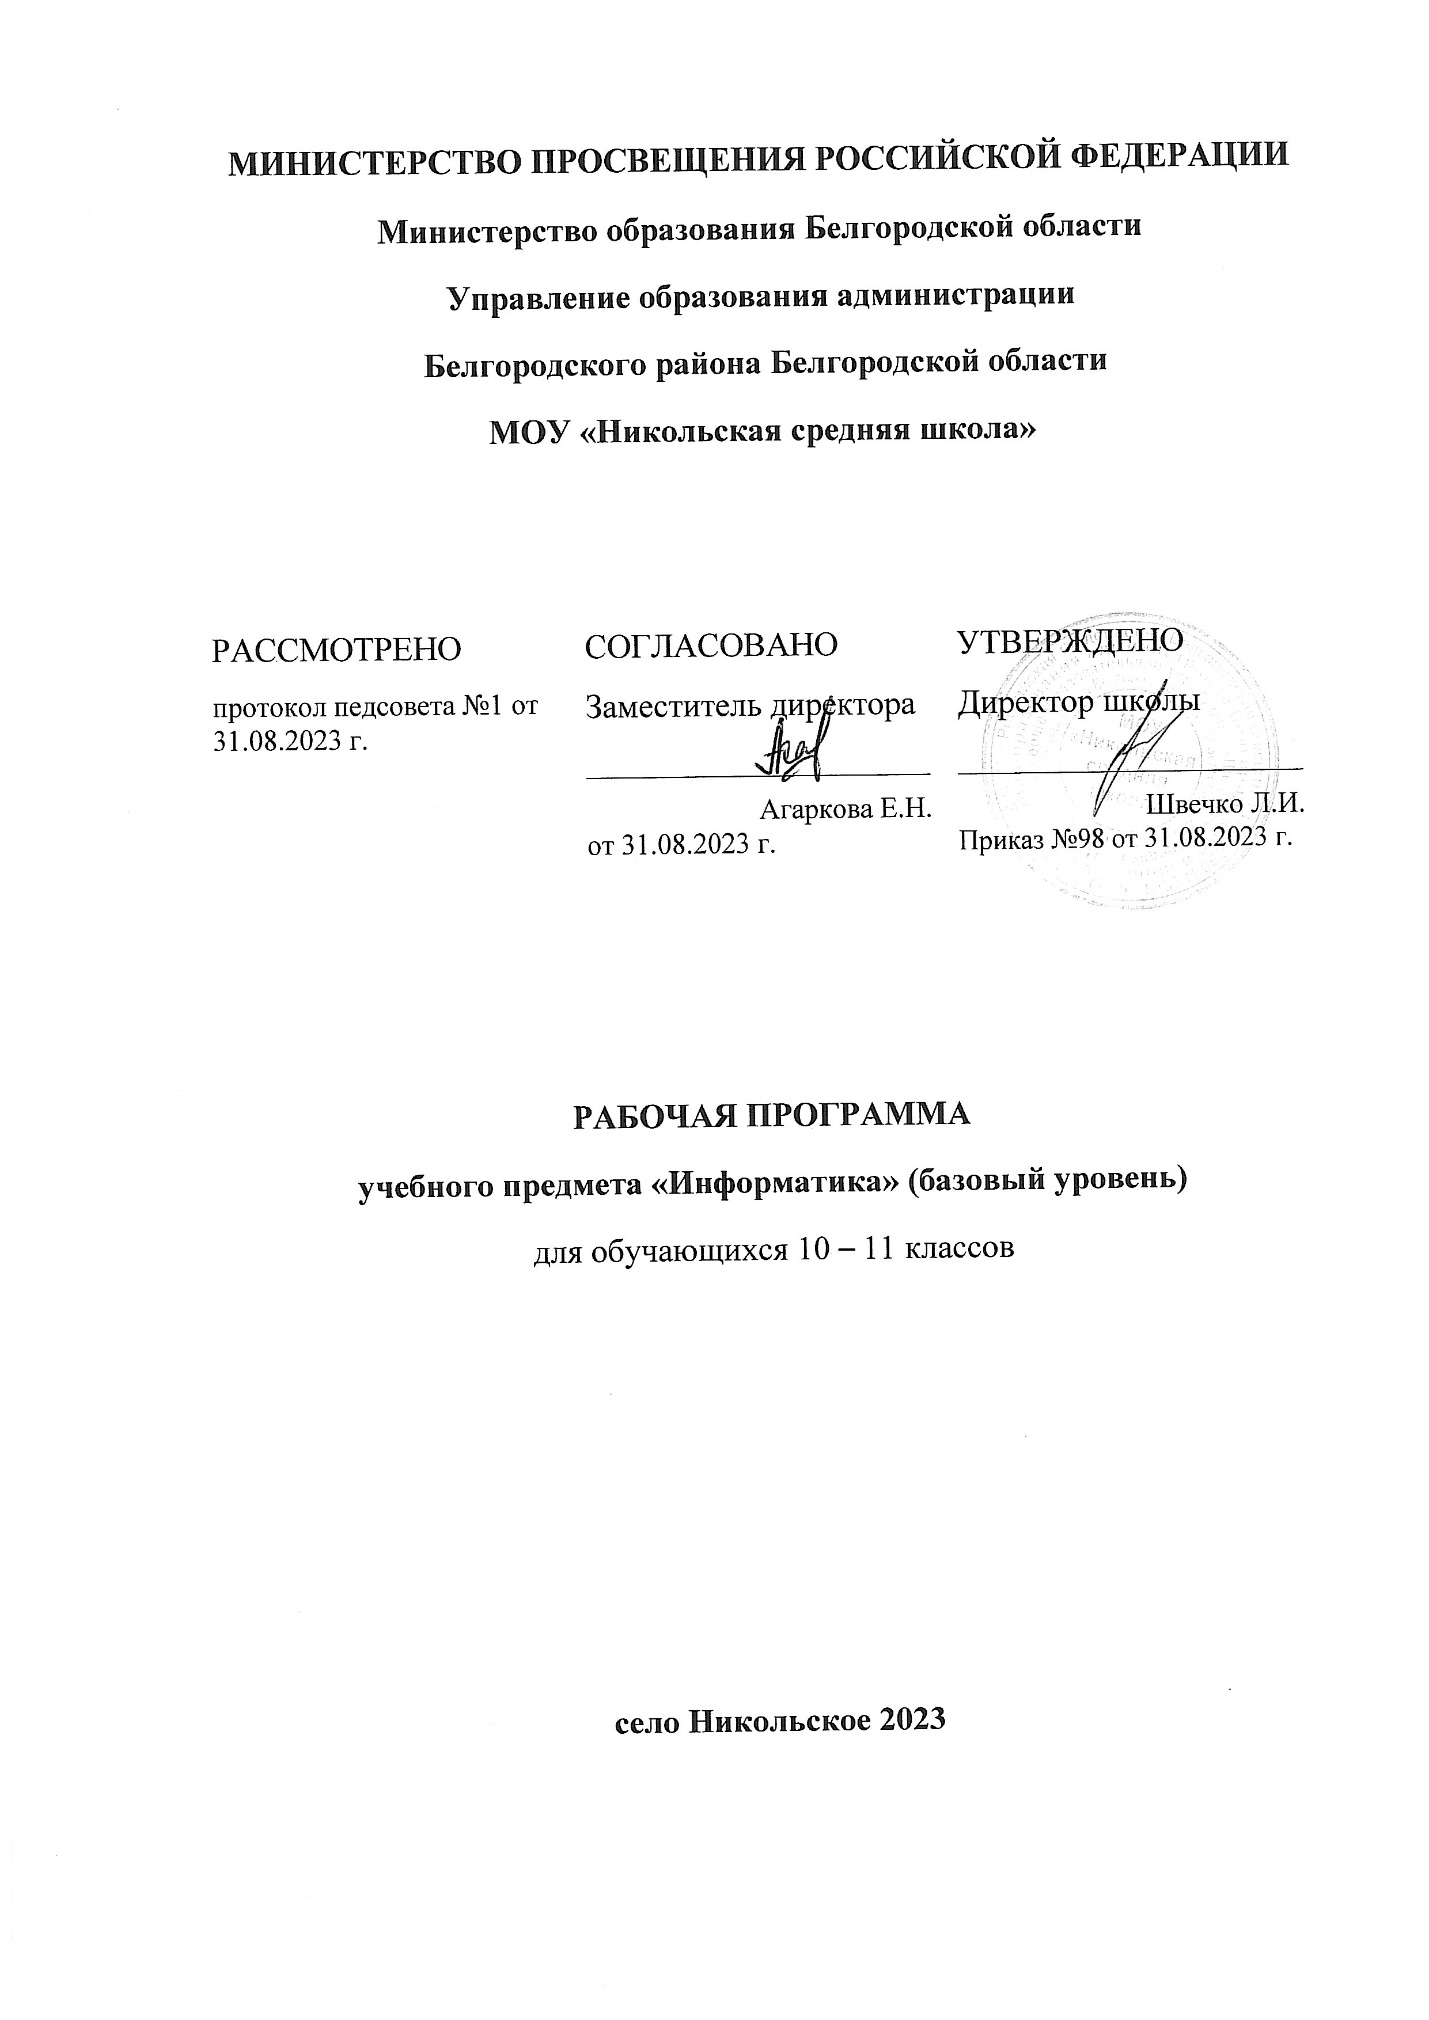 МИНИСТЕРСТВО ПРОСВЕЩЕНИЯ РОССИЙСКОЙ ФЕДЕРАЦИИ
Министерство образования Белгородской области
Управление образования администрации
Белгородского района Белгородской области
МОУ «Никольская средняя школа»
РАССМОТРЕНО
протокол педсовета №1 от
31.08.2023 г.
СОГЛАСОВАНО
Заместитель директора
Агаркова Е.Н.
от 31.08.2023 г.
УТВЕРЖДЕНО
Директор школы
Швечко Л.И.
Приказ №98 от 31.08.2023 г.
РАБОЧАЯ ПРОГРАММА
учебного предмета «Информатика» (базовый уровень)
для обучающихся 10 – 11 классов
село Никольское 2023